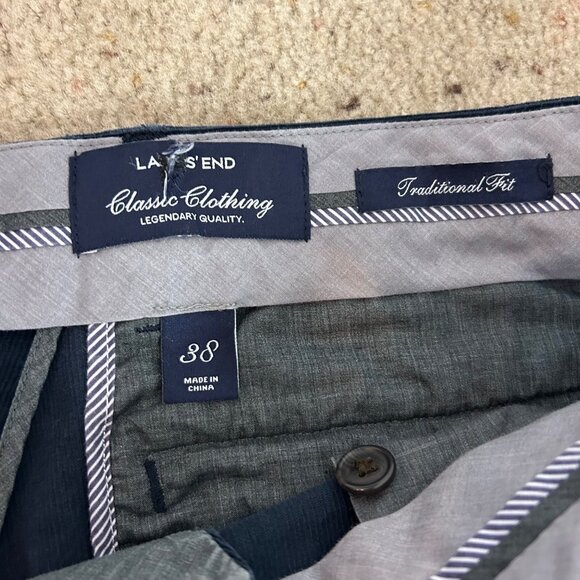 LANDS' END
Classic Clothing
LEGENDARY QUALITY.
Traditional Fit
38
MADE IN
CHINA